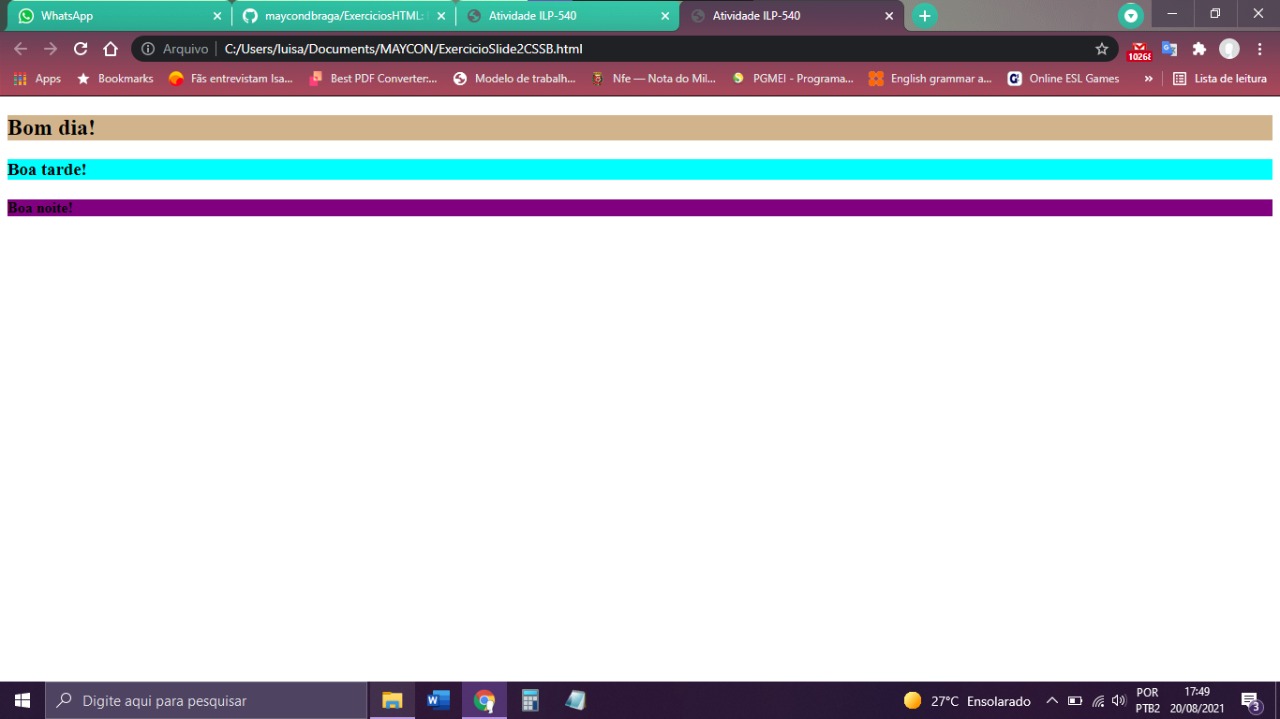 WhatsApp
maycondbraga/ExerciciosHTML:
Atividade ILP-540
Atividade ILP-540
Arquivo C:/Users/luisa/Documents/MAYCON/ExercicioSlide2CSSB.html
10268
Apps Bookmarks Fãs entrevistam Isa... Best PDF Converter.... Modelo de trabalh... Nfe — Nota do Mil... PGMEI - Programa... English grammar a... Online ESL Games » Lista de leitura
Bom dia!
Boa tarde!
Boa noite!
Digite aqui para pesquisar
27°C Ensolarado
POR
PTB2
17:49
20/08/2021
3